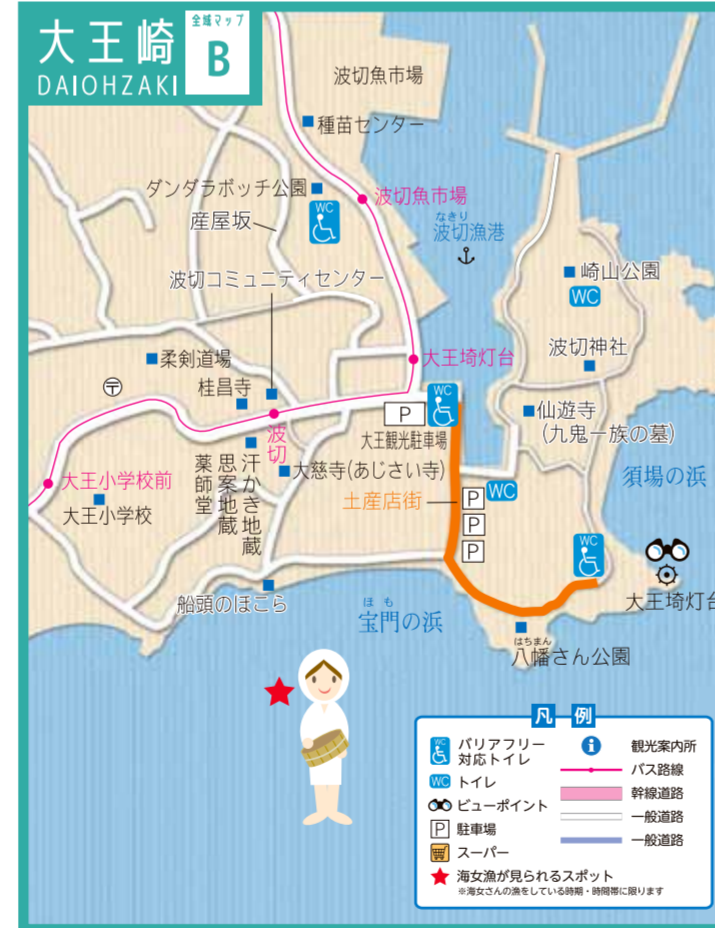 大王崎
DAIOHZAKI
全域マップ
B
波切魚市場
種苗センター
ダンダラボッチ公園
WC
産屋坂
波切魚市場
なきり
波切漁港
波切コミュニティセンター
崎山公園
WC
波切神社
柔剣道場
大王埼灯台
桂昌寺
〒
波切
P
WC
大王観光駐車場
仙遊寺
(九鬼一族の墓)
汗かき地蔵
思案地蔵
薬師堂
大慈寺(あじさい寺)
大王小学校前
大王小学校
土産店街
P
WC
P
P
須場の浜
WC
大王埼灯台
船頭のほこら
ほも
宝門の浜
はちまん
八幡さん公園
凡例
WC
バリアフリー
対応トイレ
WC
トイレ
ビューポイント
P
駐車場
スーパー
i
観光案内所
バス路線
幹線道路
一般道路
一般道路
海女漁が見られるスポット
※海女さんの漁をしている時期・時間帯に限ります